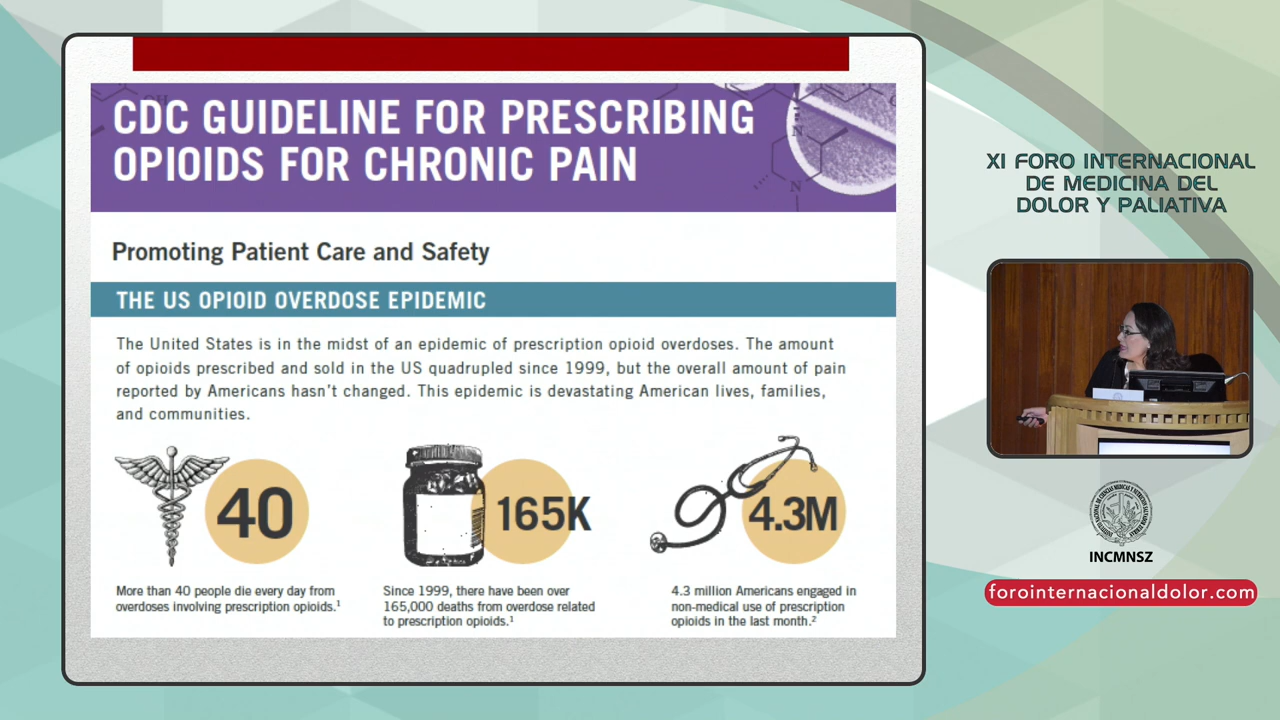 CDC GUIDELINE FOR PRESCRIBING
OPIOIDS FOR CHRONIC PAIN
OH
N
N
Promoting Patient Care and Safety
THE US OPIOID OVERDOSE EPIDEMIC
The United States is in the midst of an epidemic of prescription opioid overdoses. The amount
of opioids prescribed and sold in the US quadrupled since 1999, but the overall amount of pain
reported by Americans hasn't changed. This epidemic is devastating American lives, families,
and communities.
40
More than 40 people die every day from
overdoses involving prescription opioids.¹
165K
Since 1999, there have been over
165,000 deaths from overdose related
to prescription opioids.¹
4.3M
4.3 million Americans engaged in
non-medical use of prescription
opioids in the last month.²
XI FORO INTERNACIONAL
DE MEDICINA DEL
DOLOR Y PALIATIVA
INCMNSZ
forointernacionaldolor.com